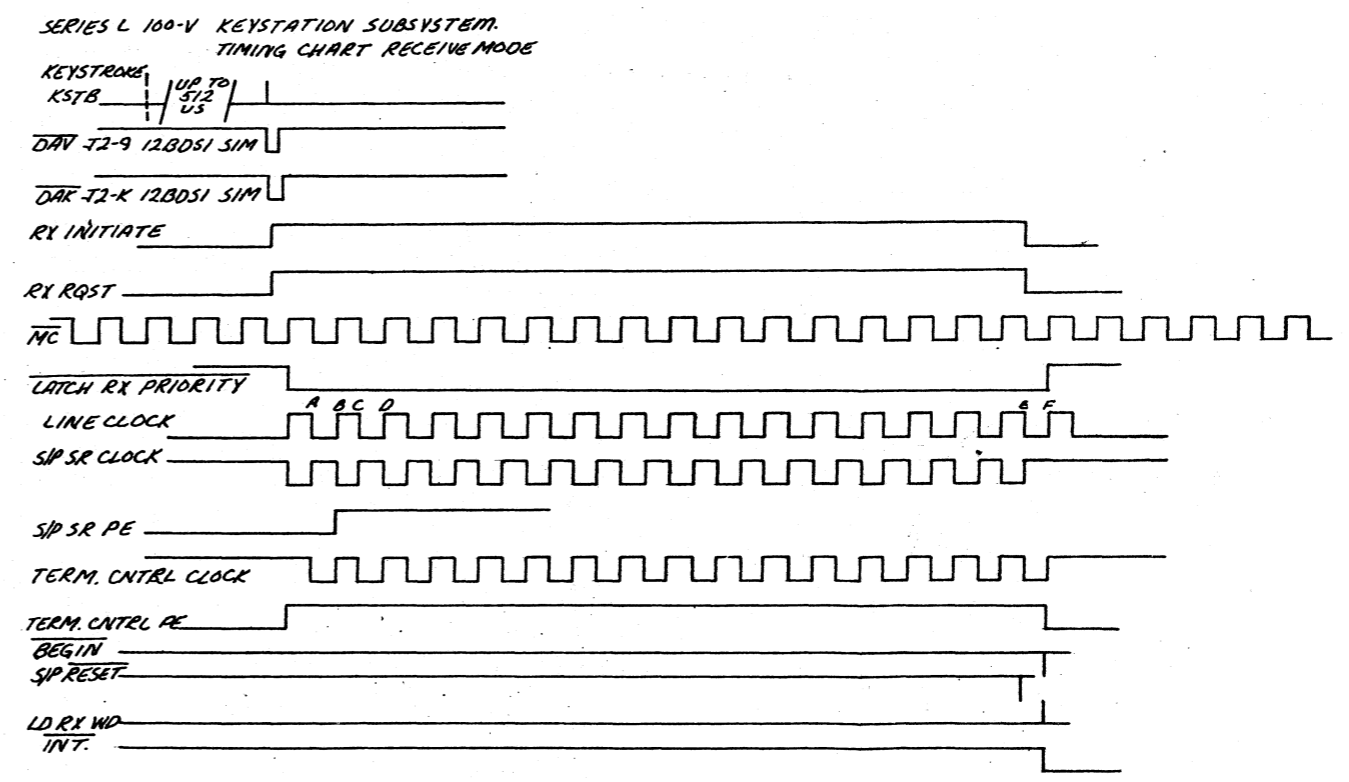 SERIES L 100-V KEYSTATION SUBSYSTEM.
TIMING CHART RECEIVE MODE
KEYSTROKE
KSTB
UP TO
512
US
DAV J2-9 12BDSI SIM
DAK J2-K 12BDSI SIM
RX INITIATE
RX RQST
MC
LATCH RX PRIORITY
A B C D E F
LINE CLOCK
S/P SR CLOCK
S/P SR PE
TERM. CNTRL CLOCK
TERM. CNTRL PE
BEGIN
S/P RESET
LD RX WD
INT.